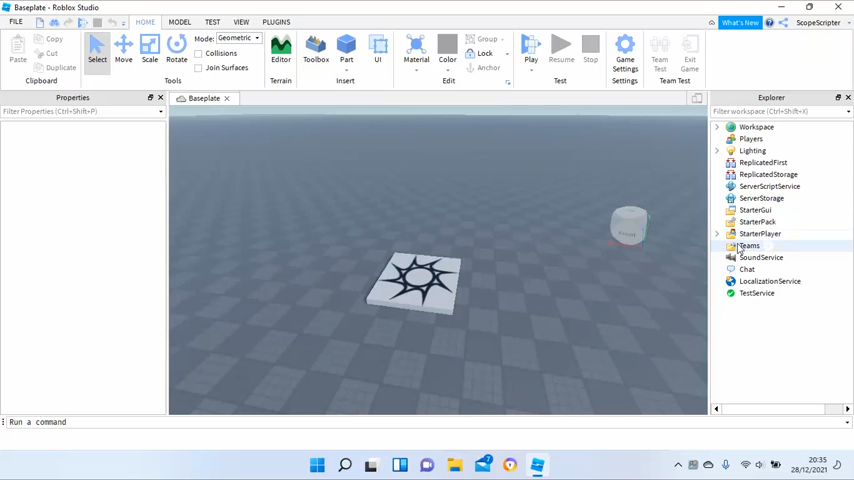 Baseplate - Roblox Studio
FILE HOME MODEL TEST VIEW PLUGINS What's New ScopeScripter
Paste Copy Cut Duplicate Select Move Scale Rotate Mode: Geometric Collisions Join Surfaces Editor Toolbox Part UI Material Color Group Lock Anchor Play Resume Stop Game Settings Team Test Exit Game
Clipboard Tools Terrain Insert Edit Test Settings Team Test
Properties
Filter Properties (Ctrl+Shift+P)
Baseplate
Front
Explorer
Filter workspace (Ctrl+Shift+X)
Workspace
Players
Lighting
ReplicatedFirst
ReplicatedStorage
ServerScriptService
ServerStorage
StarterGui
StarterPack
StarterPlayer
Teams
SoundService
Chat
LocalizationService
TestService
Run a command
7
20:35
28/12/2021